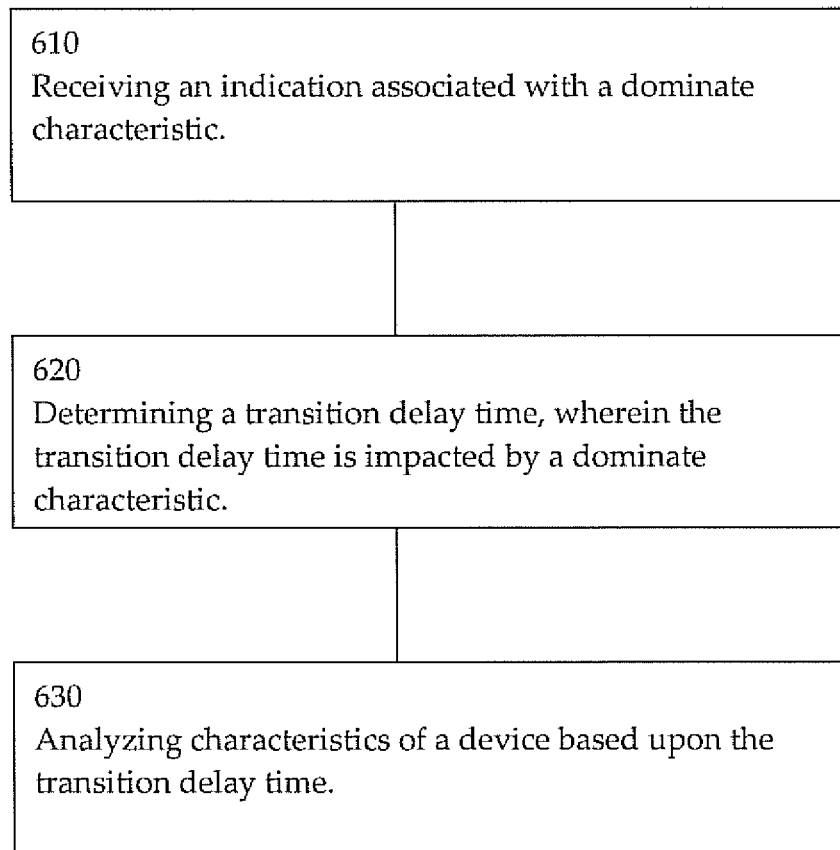 610
Receiving an indication associated with a dominate
characteristic.
620
Determining a transition delay time, wherein the
transition delay time is impacted by a dominate
characteristic.
630
Analyzing characteristics of a device based upon the
transition delay time.